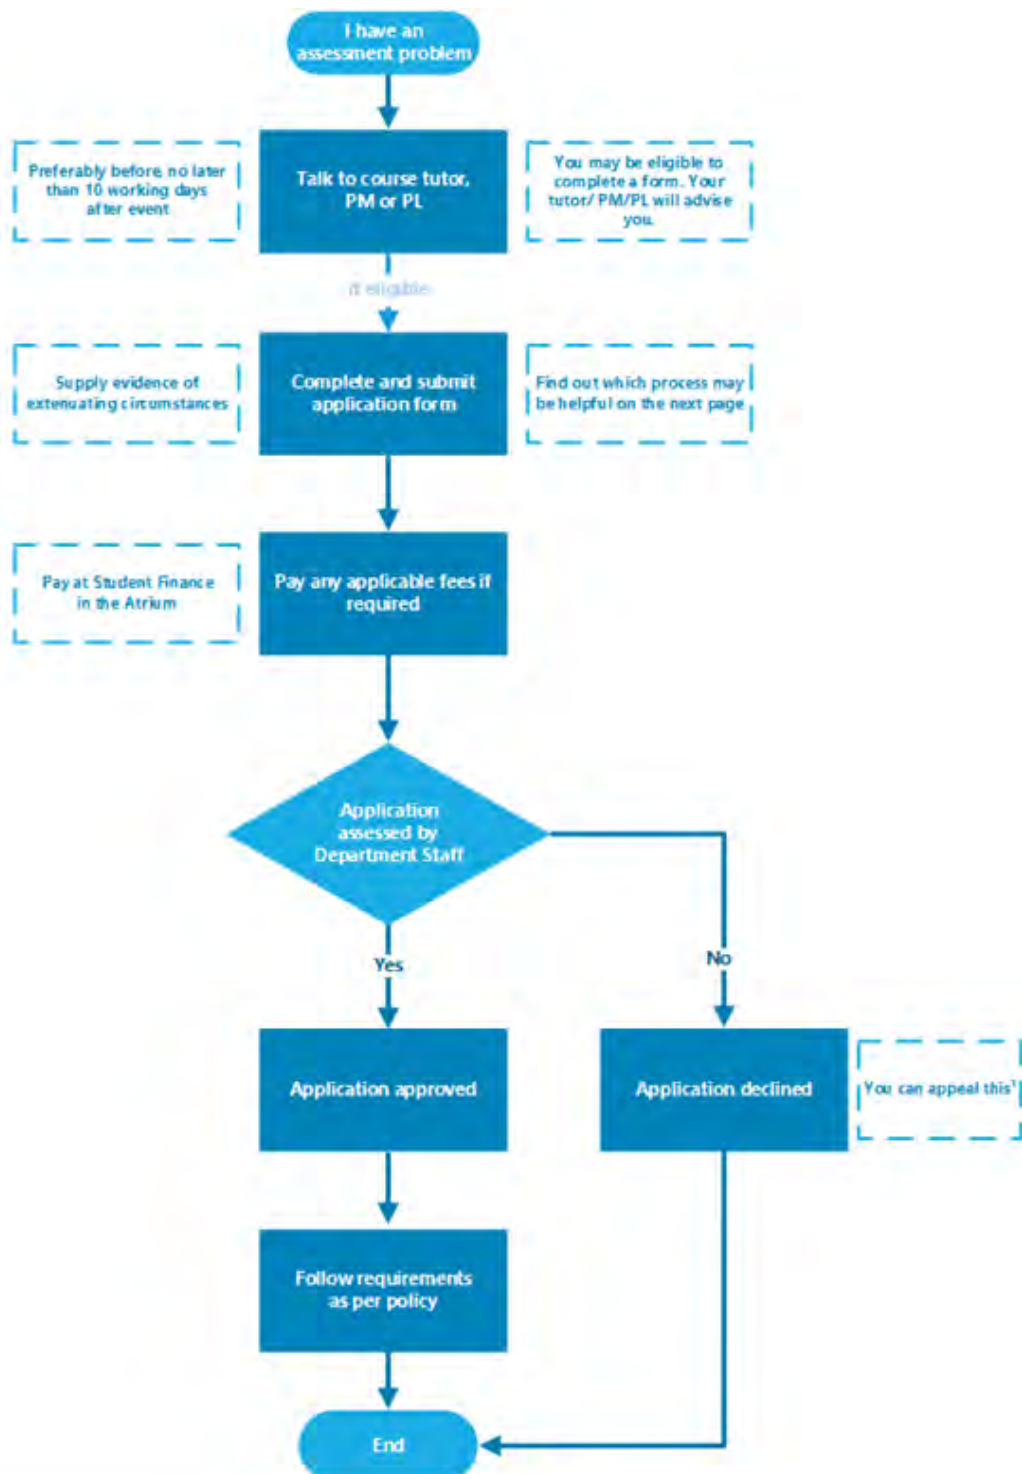 I have an
assessment problem
Preferably before, no later
than 10 working days
after event
Talk to course tutor,
PM or PL
You may be eligible to
complete a form. Your
tutor/ PM/PL will advise
you.
if eligible
Supply evidence of
extenuating circumstances
Complete and submit
application form
Find out which process may
be helpful on the next page
Pay at Student Finance
in the Atrium
Pay any applicable fees if
required
Application
assessed by
Department Staff
Yes
No
Application approved
Application declined
You can appeal this¹
Follow requirements
as per policy
End